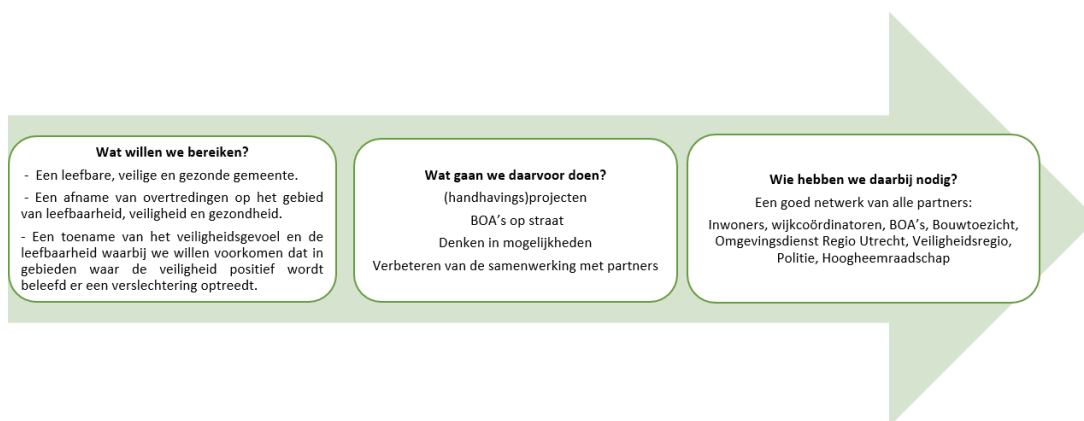 Wat willen we bereiken?
- Een leefbare, veilige en gezonde gemeente.
- Een afname van overtredingen op het gebied
van leefbaarheid, veiligheid en gezondheid.
- Een toename van het veiligheidsgevoel en de
leefbaarheid waarbij we willen voorkomen dat in
gebieden waar de veiligheid positief wordt
beleefd er een verslechtering optreedt.
Wat gaan we daarvoor doen?
(handhavings)projecten
BOA's op straat
Denken in mogelijkheden
Verbeteren van de samenwerking met partners
Wie hebben we daarbij nodig?
Een goed netwerk van alle partners:
Inwoners, wijkcoördinatoren, BOA's, Bouwtoezicht,
Omgevingsdienst Regio Utrecht, Veiligheidsregio,
Politie, Hoogheemraadschap